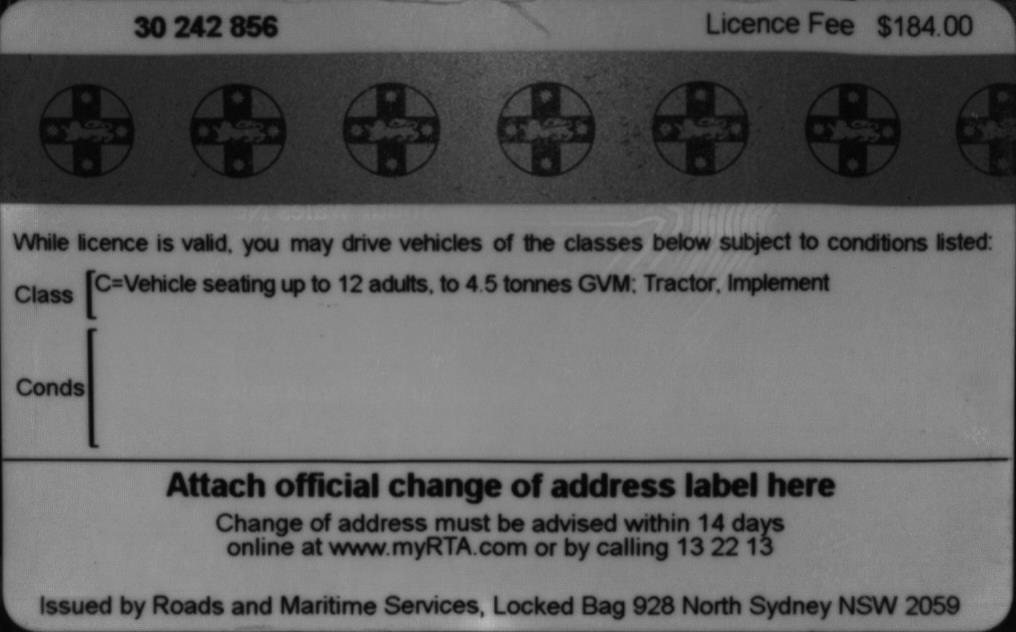 30 242 856 Licence Fee $184.00
While licence is valid, you may drive vehicles of the classes below subject to conditions listed:
Class C=Vehicle seating up to 12 adults, to 4.5 tonnes GVM; Tractor, Implement
Conds
Attach official change of address label here
Change of address must be advised within 14 days
online at www.myRTA.com or by calling 13 22 13
Issued by Roads and Maritime Services, Locked Bag 928 North Sydney NSW 2059